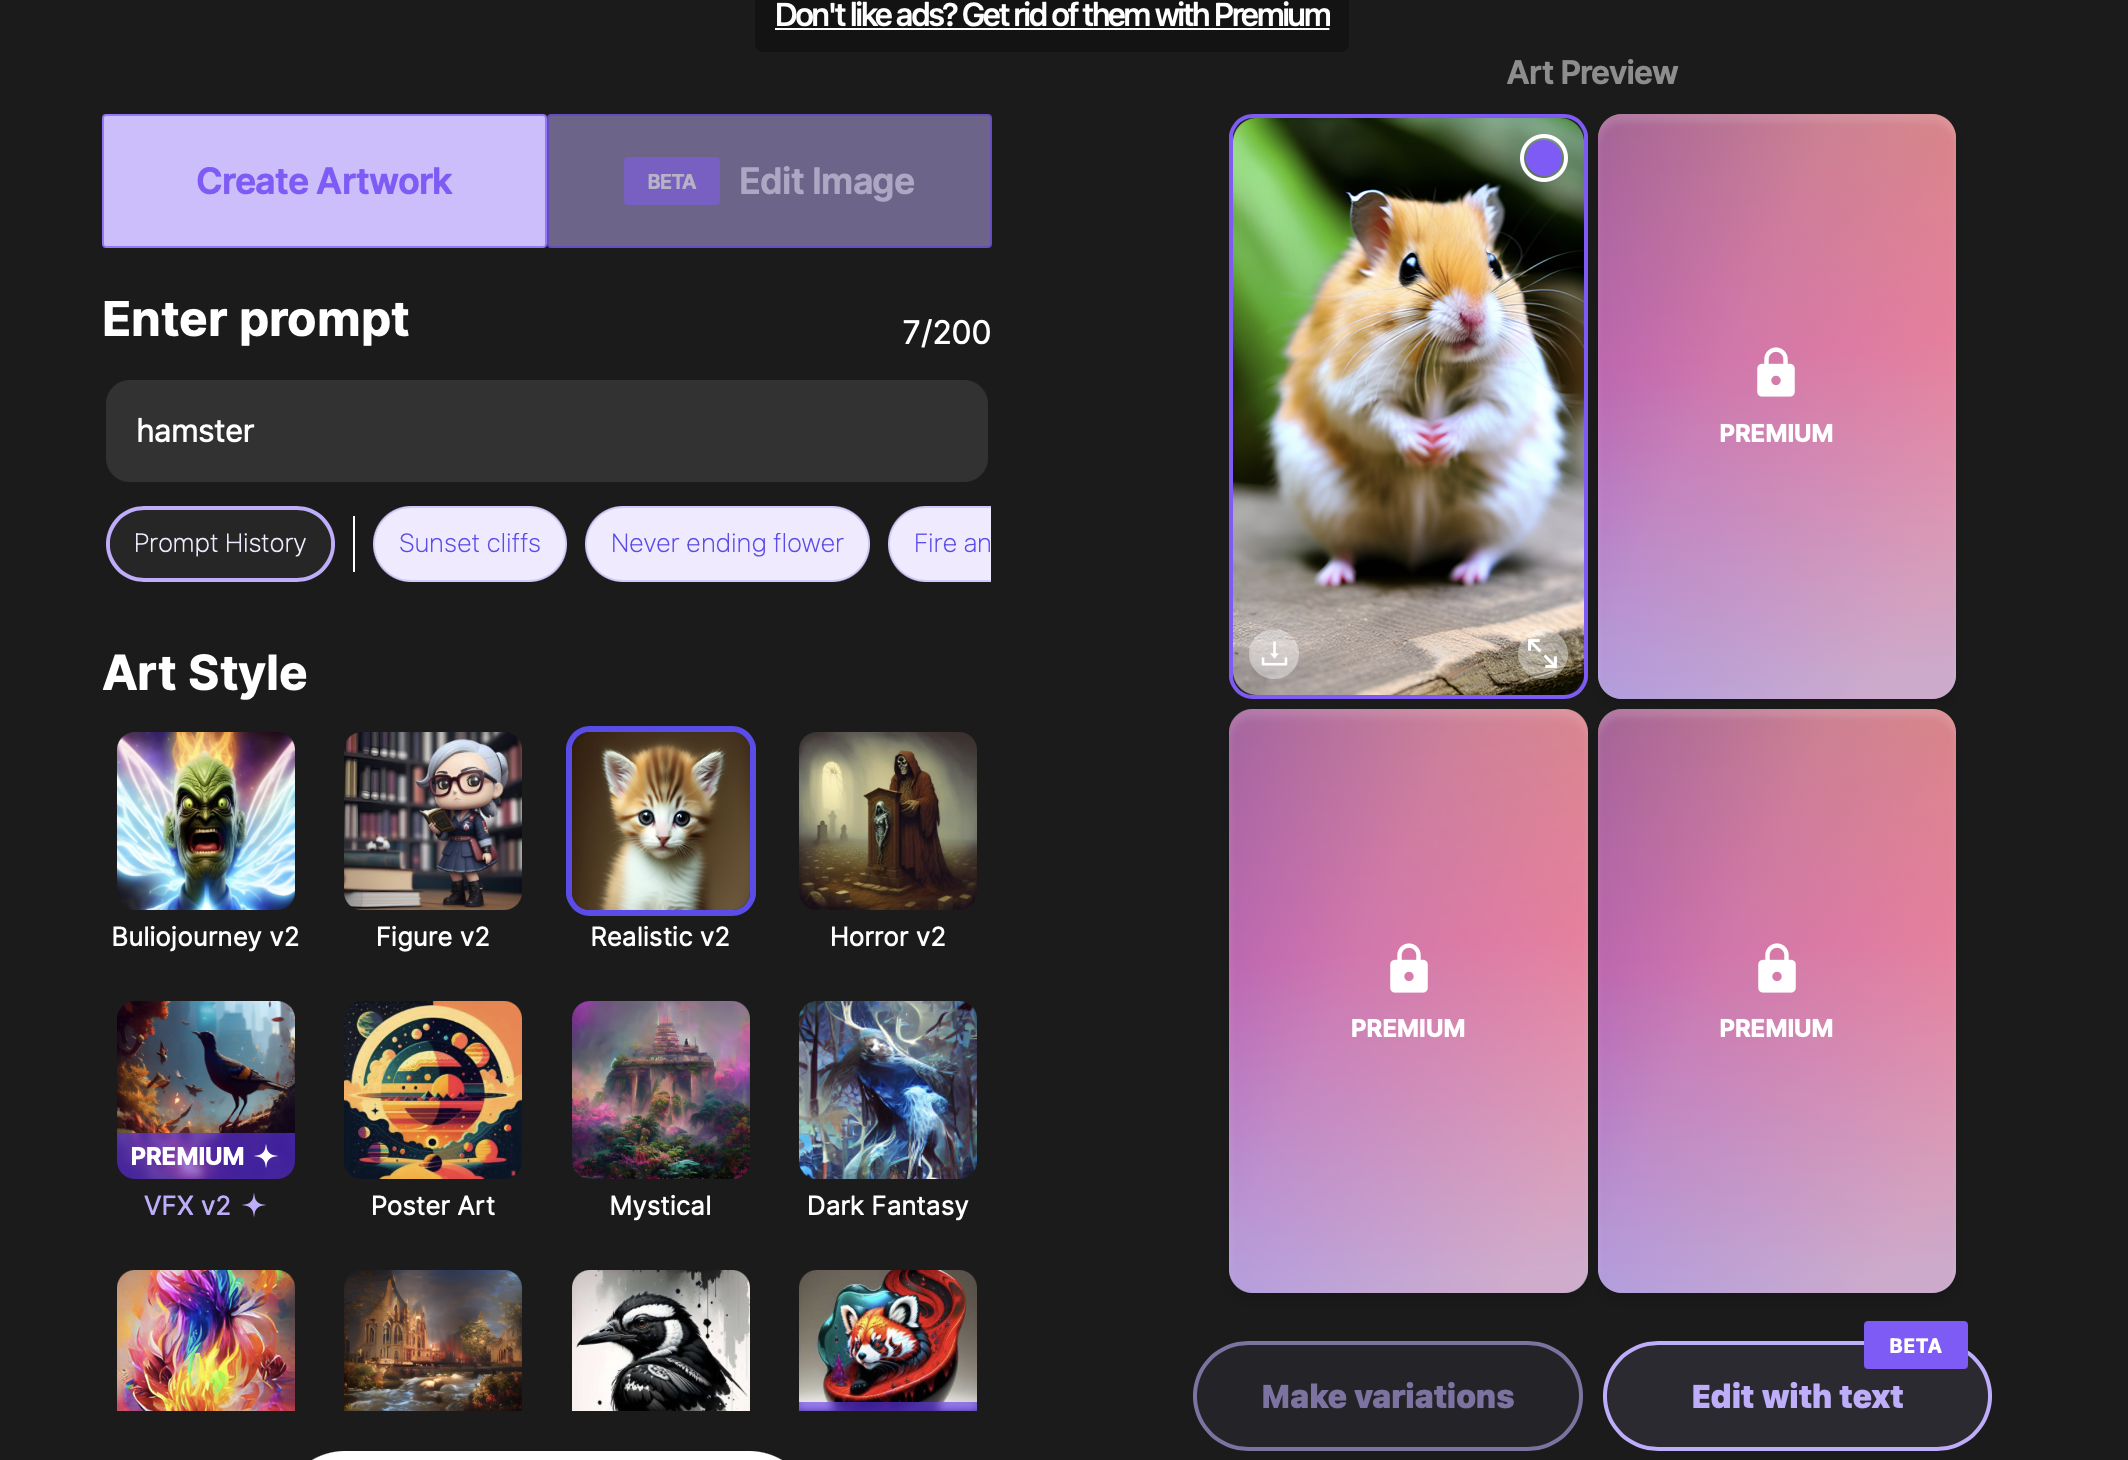 Don't like ads? Get rid of them with Premium
Art Preview
Create Artwork
BETA Edit Image
Enter prompt
7/200
hamster
Prompt History
Sunset cliffs
Never ending flower
Fire an
Art Style
Buliojourney v2
Figure v2
Realistic v2
Horror v2
PREMIUM
VFX v2
Poster Art
Mystical
Dark Fantasy
PREMIUM
PREMIUM
PREMIUM
Make variations
BETA
Edit with text